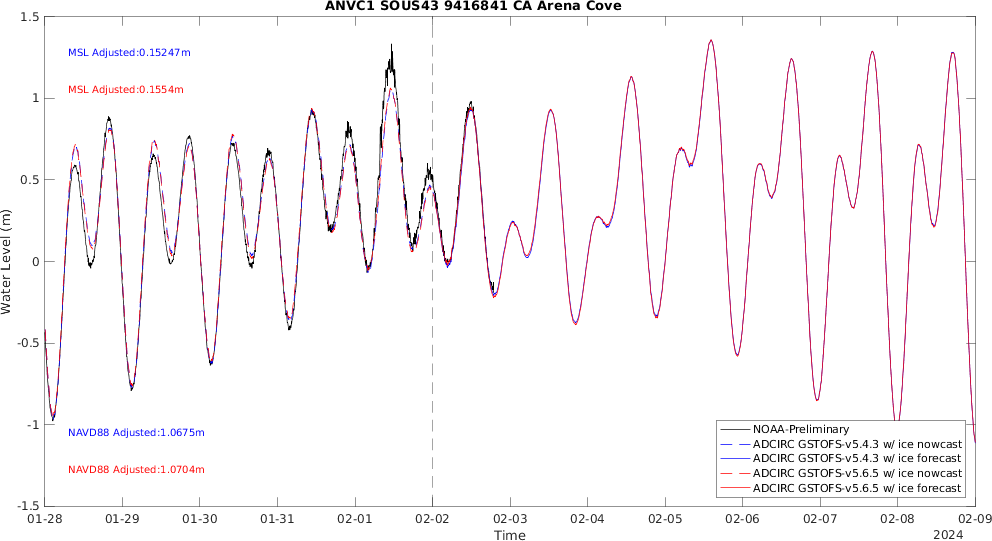 ANVC1 SOUS43 9416841 CA Arena Cove
1.5
1
0.5
0
-0.5
-1
-1.5
Water Level (m)
MSL Adjusted:0.15247m
MSL Adjusted:0.1554m
NAVD88 Adjusted:1.0675m
NAVD88 Adjusted:1.0704m
NOAA-Preliminary
ADCIRC GSTOFS-v5.4.3 w/ ice nowcast
ADCIRC GSTOFS-v5.4.3 w/ ice forecast
ADCIRC GSTOFS-v5.6.5 w/ ice nowcast
ADCIRC GSTOFS-v5.6.5 w/ ice forecast
01-28 01-29 01-30 01-31 02-01 02-02 02-03 02-04 02-05 02-06 02-07 02-08 02-09
Time
2024